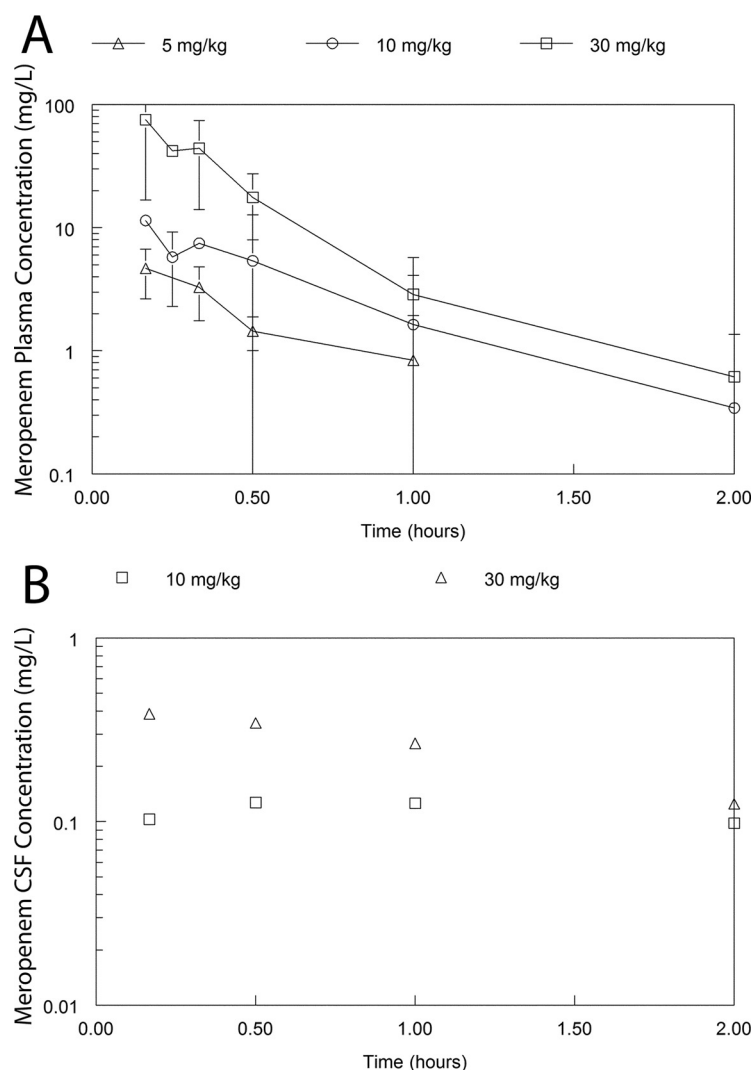 A
5 mg/kg 10 mg/kg 30 mg/kg
Meropenem Plasma Concentration (mg/L)
100
10
1
0.1
0.00 0.50 1.00 1.50 2.00
Time (hours)
B
10 mg/kg 30 mg/kg
Meropenem CSF Concentration (mg/L)
1
0.1
0.01
0.00 0.50 1.00 1.50 2.00
Time (hours)